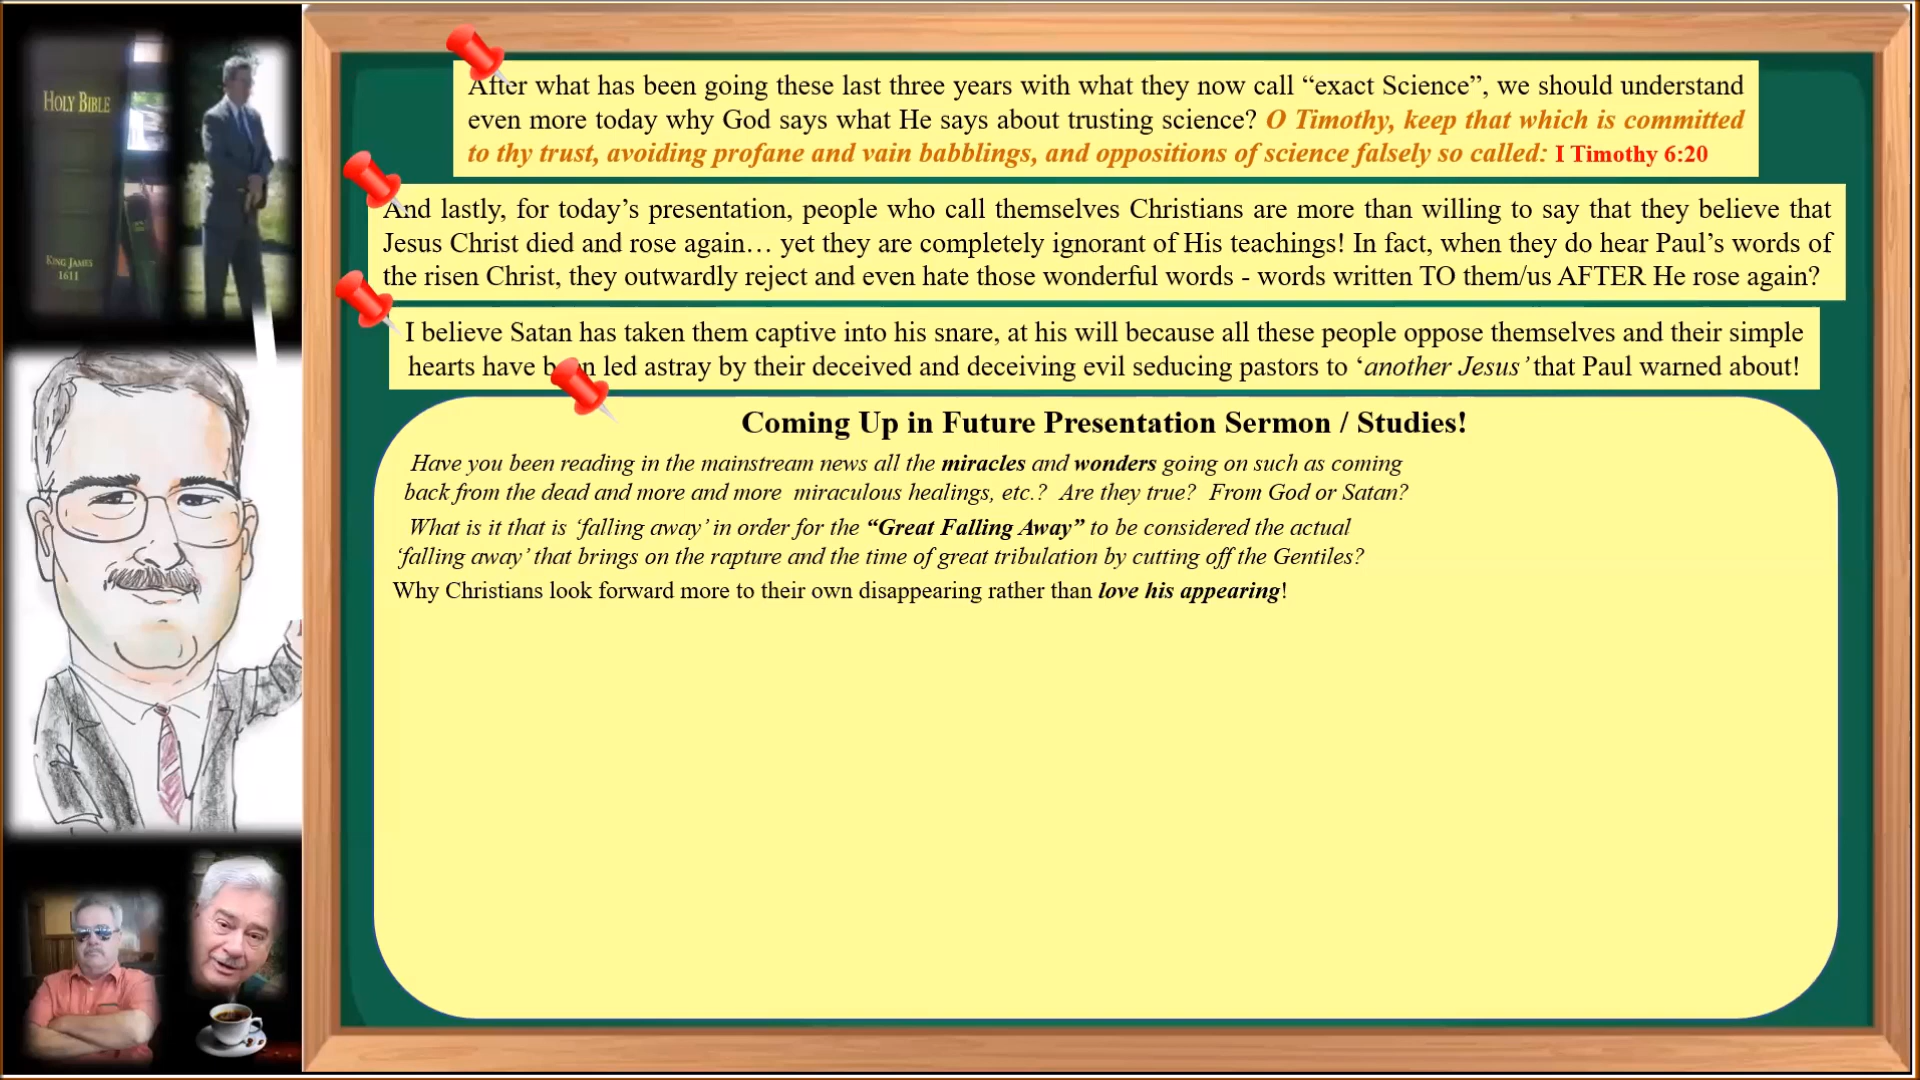 HOLY BIBLE
KING JAMES
1611
After what has been going these last three years with what they now call “exact Science”, we should understand
even more today why God says what He says about trusting science? O Timothy, keep that which is committed
to thy trust, avoiding profane and vain babblings, and oppositions of science falsely so called: I Timothy 6:20
And lastly, for today’s presentation, people who call themselves Christians are more than willing to say that they believe that
Jesus Christ died and rose again… yet they are completely ignorant of His teachings! In fact, when they do hear Paul’s words of
the risen Christ, they outwardly reject and even hate those wonderful words - words written TO them/us AFTER He rose again?
I believe Satan has taken them captive into his snare, at his will because all these people oppose themselves and their simple
hearts have been led astray by their deceived and deceiving evil seducing pastors to ‘another Jesus’ that Paul warned about!
Coming Up in Future Presentation Sermon / Studies!
Have you been reading in the mainstream news all the miracles and wonders going on such as coming
back from the dead and more and more miraculous healings, etc.? Are they true? From God or Satan?
What is it that is ‘falling away’ in order for the “Great Falling Away” to be considered the actual
‘falling away’ that brings on the rapture and the time of great tribulation by cutting off the Gentiles?
Why Christians look forward more to their own disappearing rather than love his appearing!